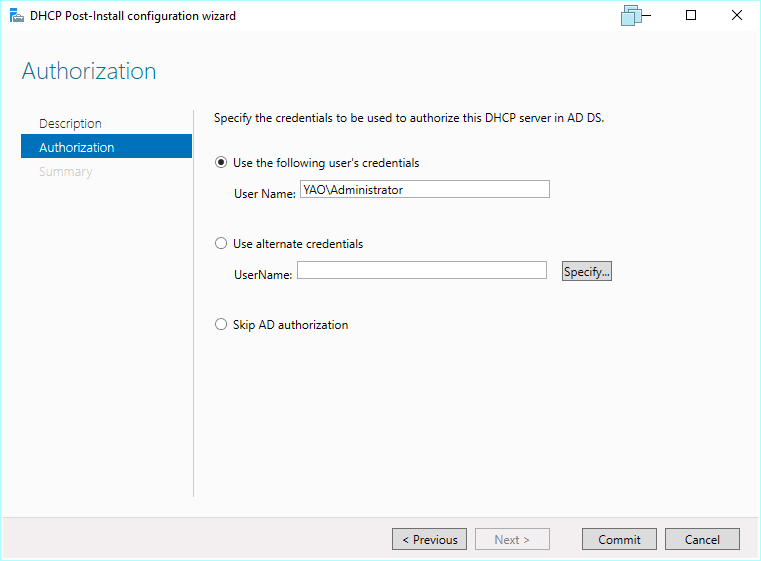 DHCP Post-Install configuration wizard
Authorization
Description
Authorization
Summary
Specify the credentials to be used to authorize this DHCP server in AD DS.
Use the following user's credentials
User Name: YAO\Administrator
Use alternate credentials
UserName: Specify...
Skip AD authorization
< Previous Next > Commit Cancel